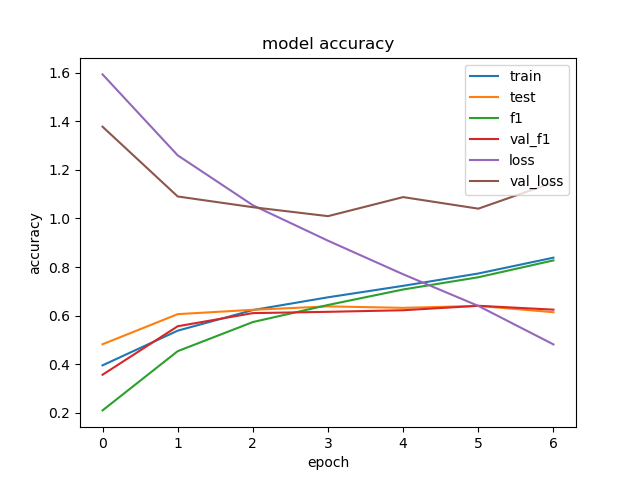 model accuracy
accuracy
1.6
1.4
1.2
1.0
0.8
0.6
0.4
0.2
train
test
f1
val_f1
loss
val_loss
0 1 2 3 4 5 6
epoch